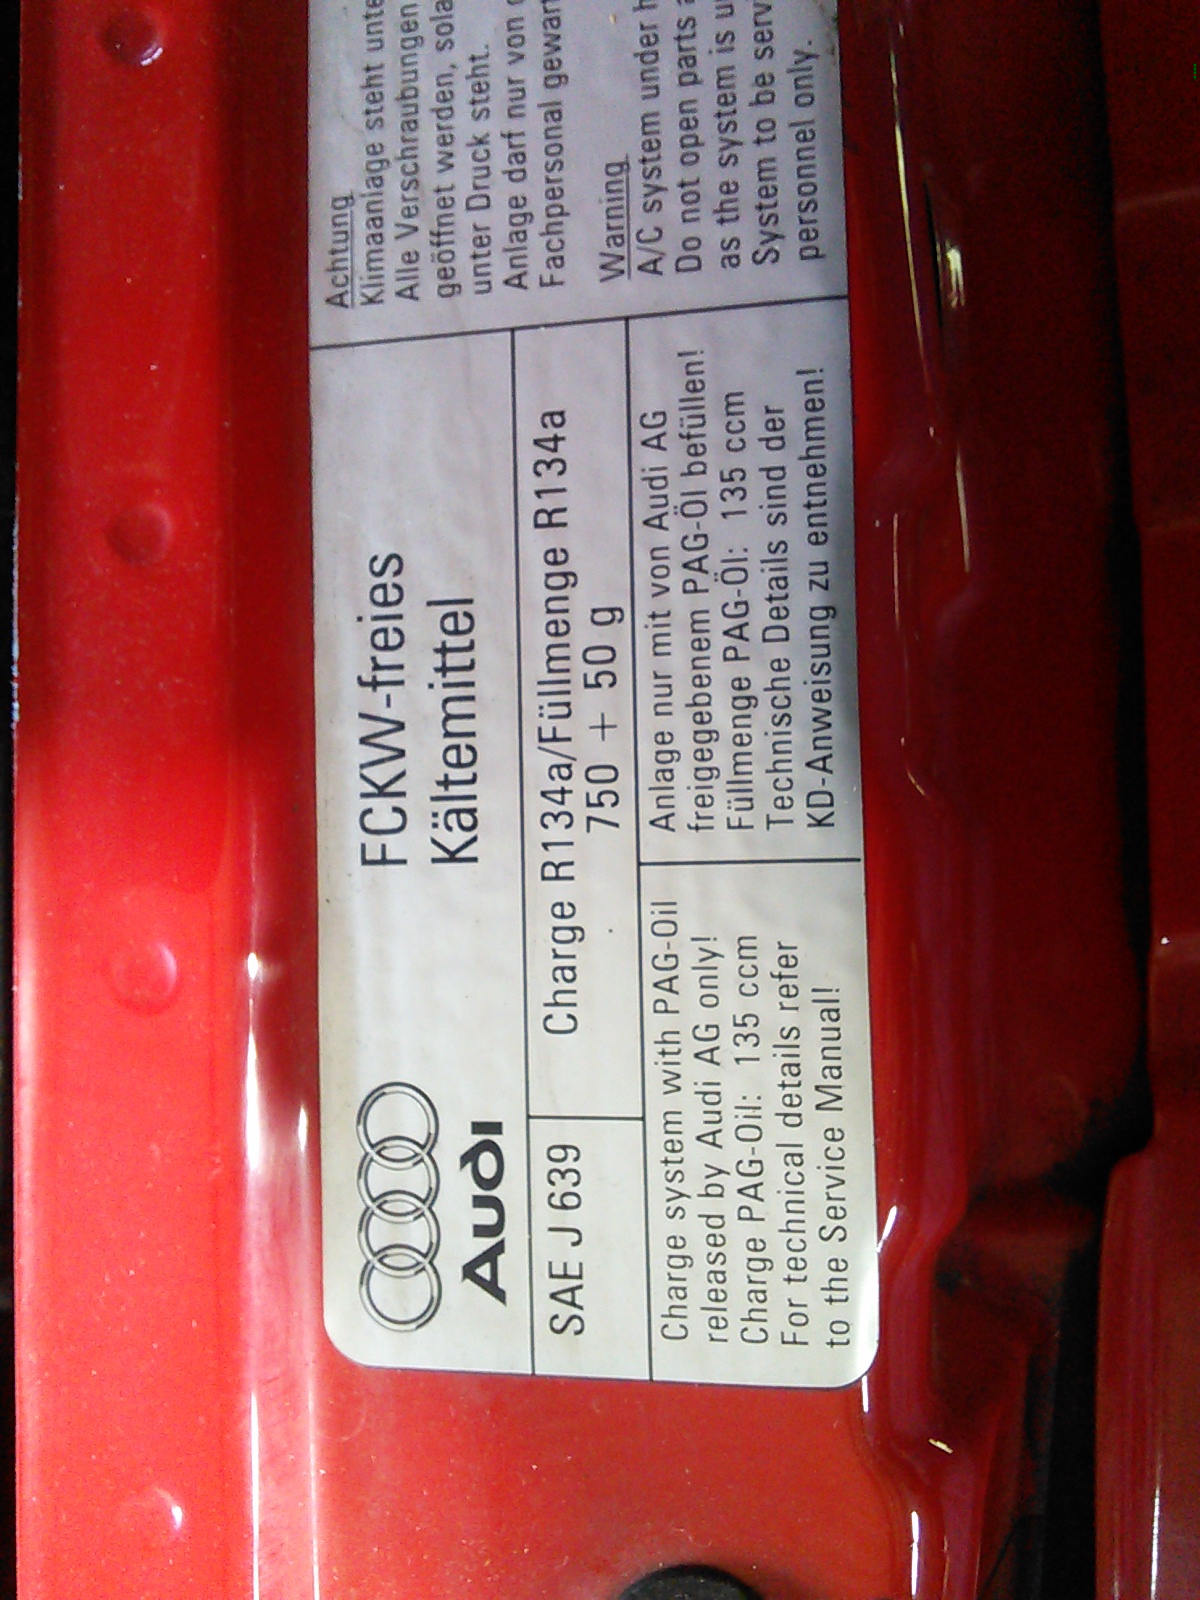 Audi
FCKW-freies
Kältemittel
SAE J 639
Charge R134a/Füllmenge R134a
750 + 50 g
Charge system with PAG-Oil
released by Audi AG only!
Charge PAG-Oil: 135 ccm
For technical details refer
to the Service Manual!
Anlage nur mit von Audi AG
freigegebenem PAG-Öl befüllen!
Füllmenge PAG-Öl: 135 ccm
Technische Details sind der
KD-Anweisung zu entnehmen!
Achtung
Klimaanlage steht
Alle Verschraubungen
geöffnet werden,
unter Druck steht.
Anlage darf nur von
Fachpersonal
Warning
A/C system under
Do not open parts
as the system is
System to be
personnel only.